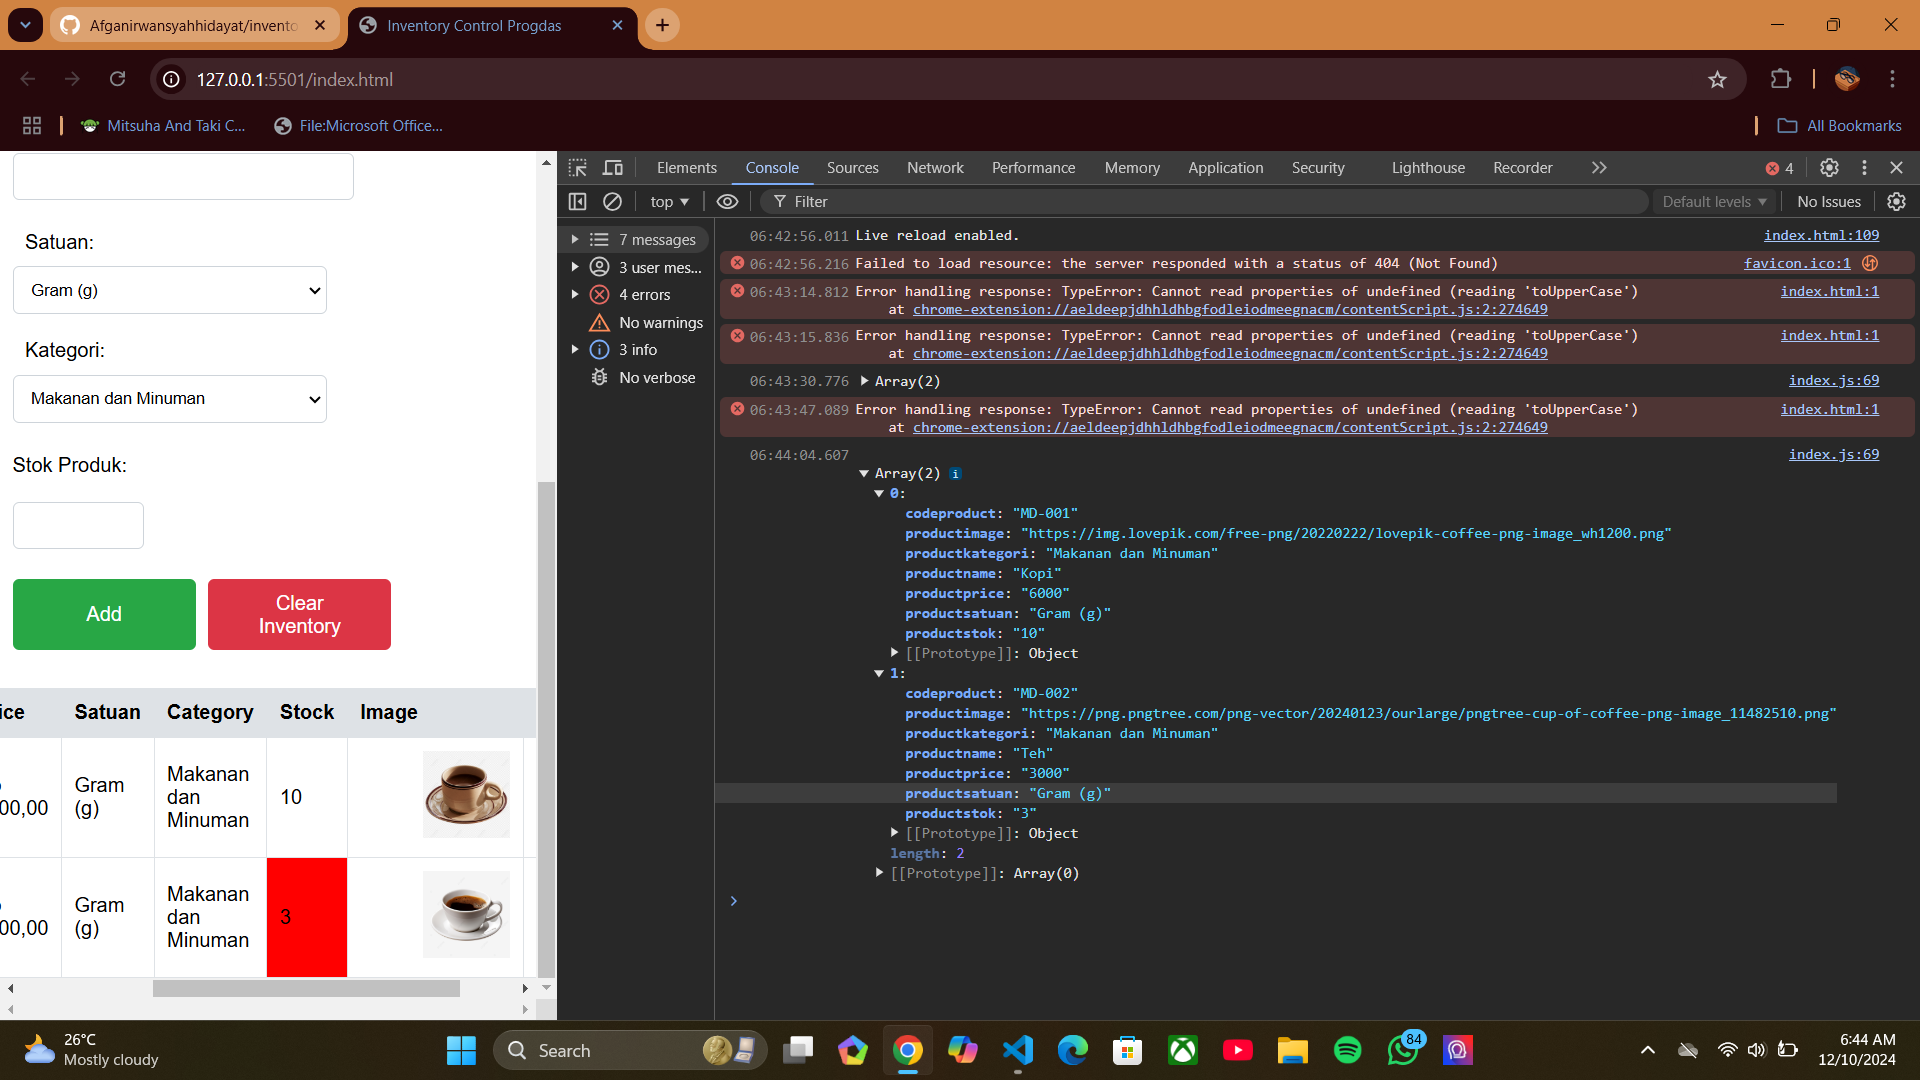 Afganirwansyahhidayat/invento
Inventory Control Progdas
127.0.0.1:5501/index.html
Mitsuha And Taki C...
File:Microsoft Office...
All Bookmarks
Satuan:
Gram (g)
Kategori:
Makanan dan Minuman
Stok Produk:
Add
Clear
Inventory
ice Satuan Category Stock Image
00,00
Gram
(g)
Makanan
dan
Minuman
10
00,00
Gram
(g)
Makanan
dan
Minuman
3
Elements Console Sources Network Performance Memory Application Security Lighthouse Recorder 4
top Filter Default levels No Issues
7 messages
3 user mes...
4 errors
No warnings
3 info
No verbose
06:42:56.011 Live reload enabled. index.html:109
06:42:56.216 Failed to load resource: the server responded with a status of 404 (Not Found) favicon.ico:1
06:43:14.812 Error handling response: TypeError: Cannot read properties of undefined (reading 'toUpperCase') index.html:1
at chrome-extension://aeldeepjdhhldhbgfodleiodmeegnacm/contentScript.js:2:274649
06:43:15.836 Error handling response: TypeError: Cannot read properties of undefined (reading 'toUpperCase') index.html:1
at chrome-extension://aeldeepjdhhldhbgfodleiodmeegnacm/contentScript.js:2:274649
06:43:30.776 Array(2) index.js:69
06:43:47.089 Error handling response: TypeError: Cannot read properties of undefined (reading 'toUpperCase') index.html:1
at chrome-extension://aeldeepjdhhldhbgfodleiodmeegnacm/contentScript.js:2:274649
06:44:04.607 index.js:69
Array(2) i
0:
codeproduct: "MD-001"
productimage: "https://img.lovepik.com/free-png/20220222/lovepik-coffee-png-image_wh1200.png"
productkategori: "Makanan dan Minuman"
productname: "Kopi"
productprice: "6000"
productsatuan: "Gram (g)"
productstok: "10"
[[Prototype]]: Object
1:
codeproduct: "MD-002"
productimage: "https://png.pngtree.com/png-vector/20240123/ourlarge/pngtree-cup-of-coffee-png-image_11482510.png"
productkategori: "Makanan dan Minuman"
productname: "Teh"
productprice: "3000"
productsatuan: "Gram (g)"
productstok: "3"
[[Prototype]]: Object
length: 2
[[Prototype]]: Array(0)
26°C
Mostly cloudy
Search
84
6:44 AM
12/10/2024